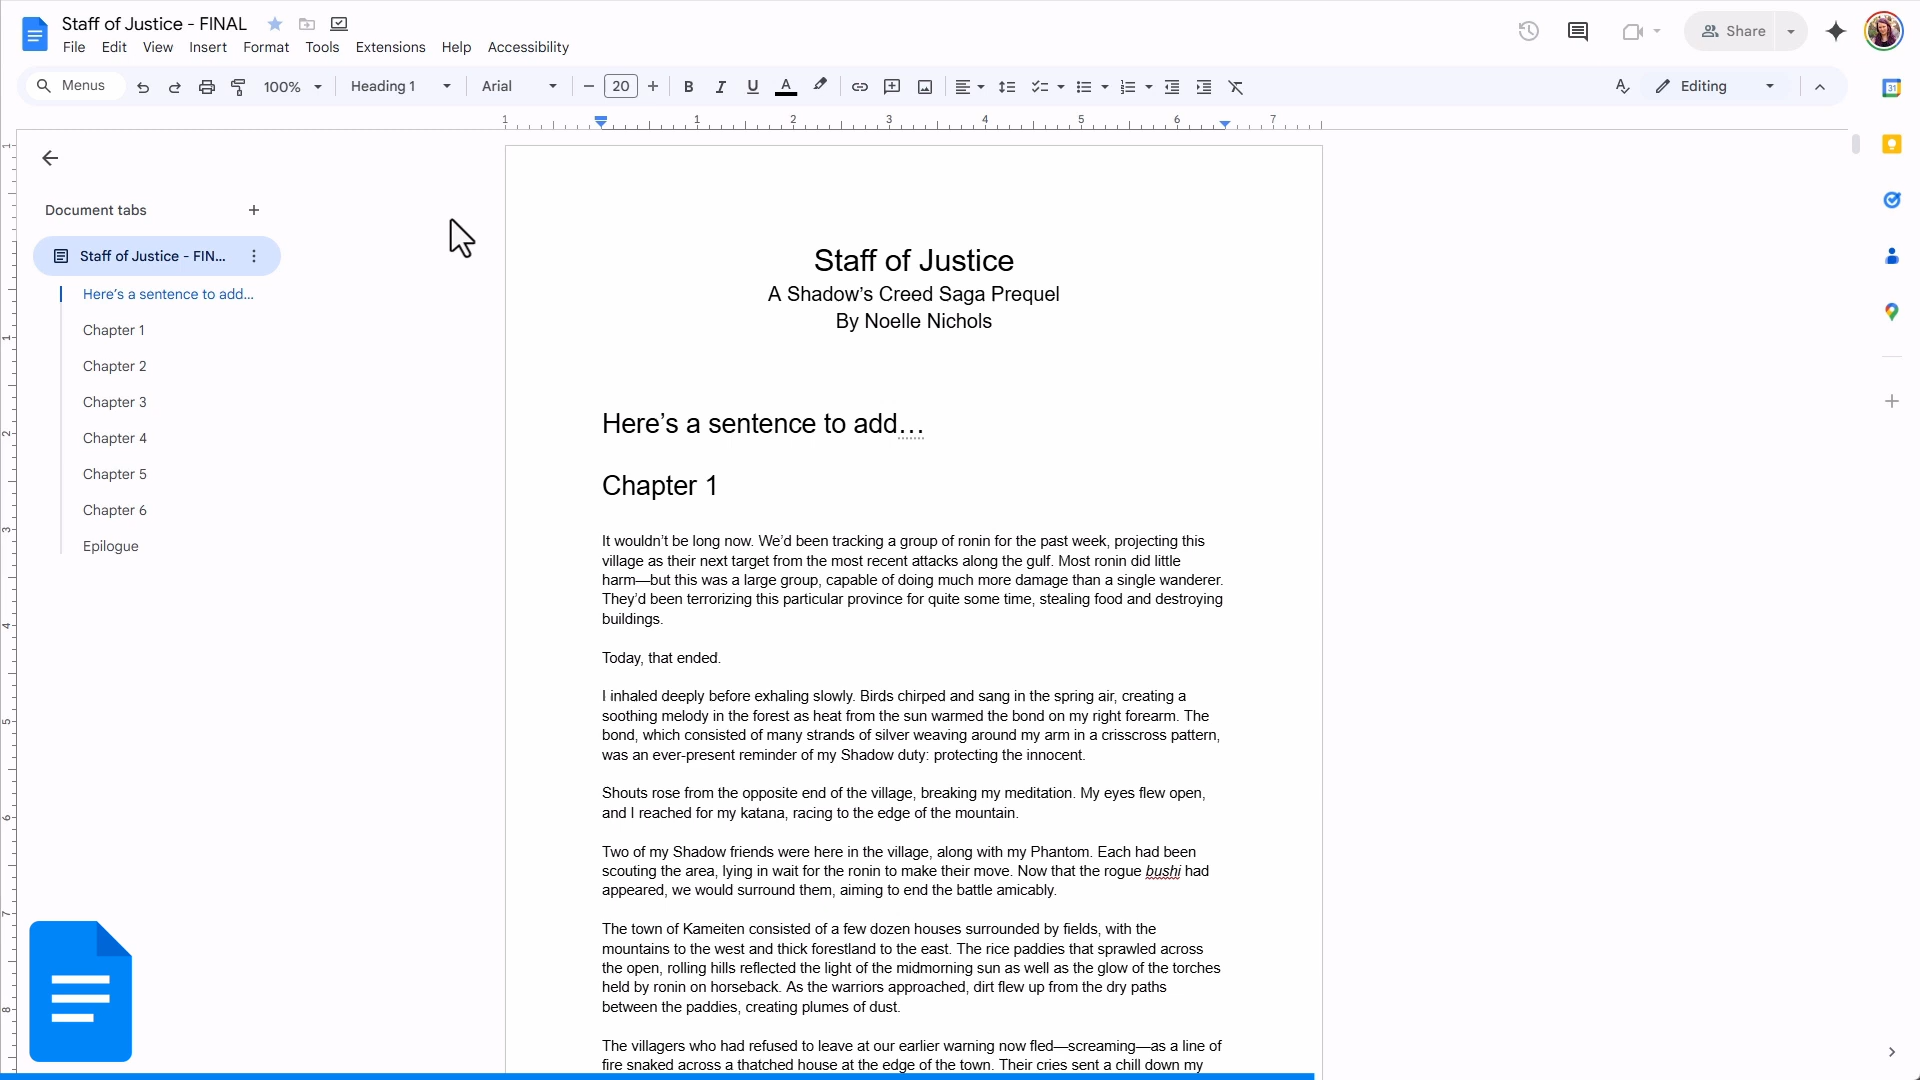 Staff of Justice - FINAL
File Edit View Insert Format Tools Extensions Help Accessibility
Share
Menus 100% Heading 1 Arial 20 Editing
1 1 2 3 4 5 6 7
Document tabs
Staff of Justice - FIN...
Here's a sentence to add...
Chapter 1
Chapter 2
Chapter 3
Chapter 4
Chapter 5
Chapter 6
Epilogue
1
1
2
3
4
5
6
7
8
Staff of Justice
A Shadow's Creed Saga Prequel
By Noelle Nichols
Here's a sentence to add…
Chapter 1
It wouldn't be long now. We'd been tracking a group of ronin for the past week, projecting this
village as their next target from the most recent attacks along the gulf. Most ronin did little
harm—but this was a large group, capable of doing much more damage than a single wanderer.
They'd been terrorizing this particular province for quite some time, stealing food and destroying
buildings.
Today, that ended.
I inhaled deeply before exhaling slowly. Birds chirped and sang in the spring air, creating a
soothing melody in the forest as heat from the sun warmed the bond on my right forearm. The
bond, which consisted of many strands of silver weaving around my arm in a crisscross pattern,
was an ever-present reminder of my Shadow duty: protecting the innocent.
Shouts rose from the opposite end of the village, breaking my meditation. My eyes flew open,
and I reached for my katana, racing to the edge of the mountain.
Two of my Shadow friends were here in the village, along with my Phantom. Each had been
scouting the area, lying in wait for the ronin to make their move. Now that the rogue bushi had
appeared, we would surround them, aiming to end the battle amicably.
The town of Kameiten consisted of a few dozen houses surrounded by fields, with the
mountains to the west and thick forestland to the east. The rice paddies that sprawled across
the open, rolling hills reflected the light of the midmorning sun as well as the glow of the torches
held by ronin on horseback. As the warriors approached, dirt flew up from the dry paths
between the paddies, creating plumes of dust.
The villagers who had refused to leave at our earlier warning now fled—screaming—as a line of
fire snaked across a thatched house at the edge of the town. Their cries sent a chill down my
31